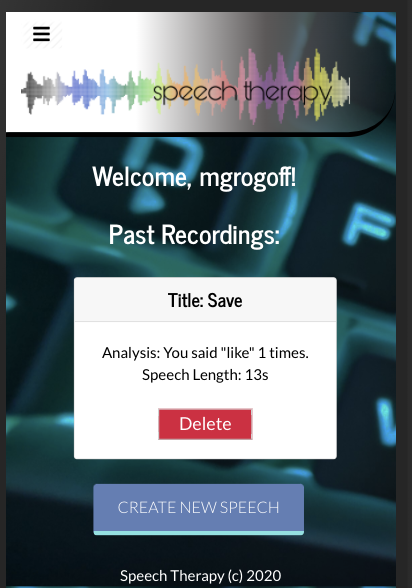 speech therapy
Welcome, mgrogoff!
Past Recordings:
Title: Save
Analysis: You said "like" 1 times.
Speech Length: 13s
Delete
CREATE NEW SPEECH
Speech Therapy (c) 2020